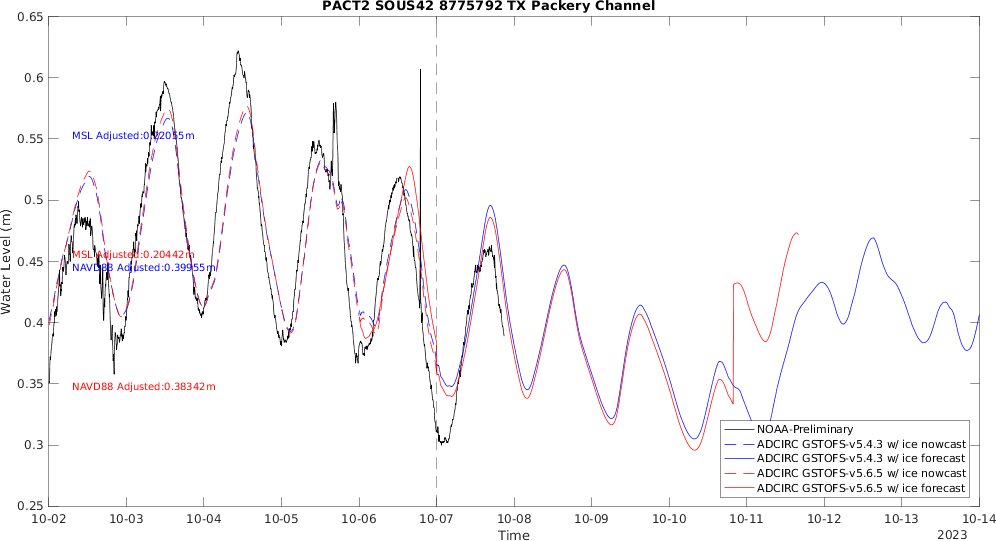 PACT2 SOUS42 8775792 TX Packery Channel
0.65
0.6
0.55
0.5
0.45
0.4
0.35
0.3
0.25
Water Level (m)
MSL Adjusted:0.22055m
MSL Adjusted:0.20442m
NAVD88 Adjusted:0.39955m
NAVD88 Adjusted:0.38342m
NOAA-Preliminary
ADCIRC GSTOFS-v5.4.3 w/ ice nowcast
ADCIRC GSTOFS-v5.4.3 w/ ice forecast
ADCIRC GSTOFS-v5.6.5 w/ ice nowcast
ADCIRC GSTOFS-v5.6.5 w/ ice forecast
10-02 10-03 10-04 10-05 10-06 10-07 10-08 10-09 10-10 10-11 10-12 10-13 10-14
Time
2023